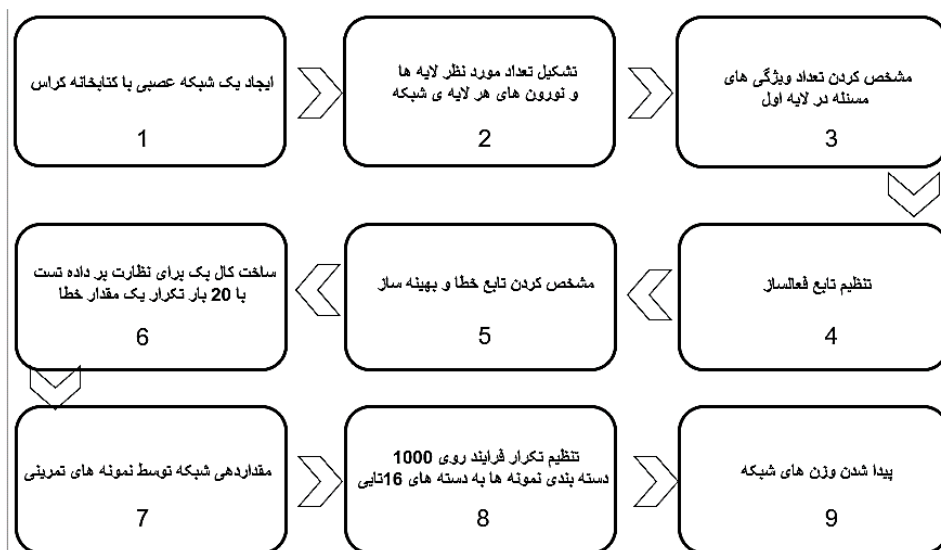 ایجاد یک شبکه عصبی با کتابخانه کراس
1
تشکیل تعداد مورد نظر لایه ها
و نورون های هر لایه ی شبکه
2
مشخص کردن تعداد ویژگی های
مسئله در لایه اول
3
تنظیم تابع فعالساز
4
مشخص کردن تابع خطا و بهینه ساز
5
ساخت کال بک برای نظارت بر داده تست
با 20 بار تکرار یک مقدار خطا
6
مقداردهی شبکه توسط نمونه های تمرینی
7
تنظیم تکرار فرایند روی 1000
دسته بندی نمونه ها به دسته های 16تایی
8
پیدا شدن وزن های شبکه
9